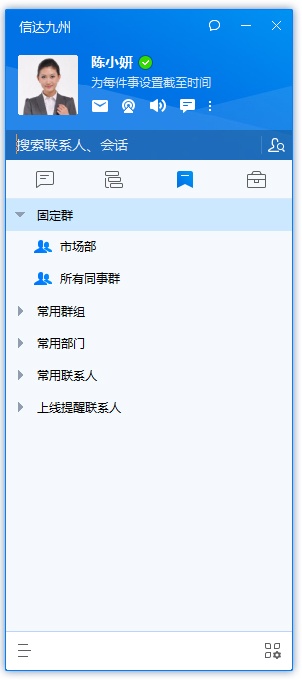 信达九州
陈小妍
为每件事设置截至时间
搜索联系人、会话
固定群
市场部
所有同事群
常用群组
常用部门
常用联系人
上线提醒联系人